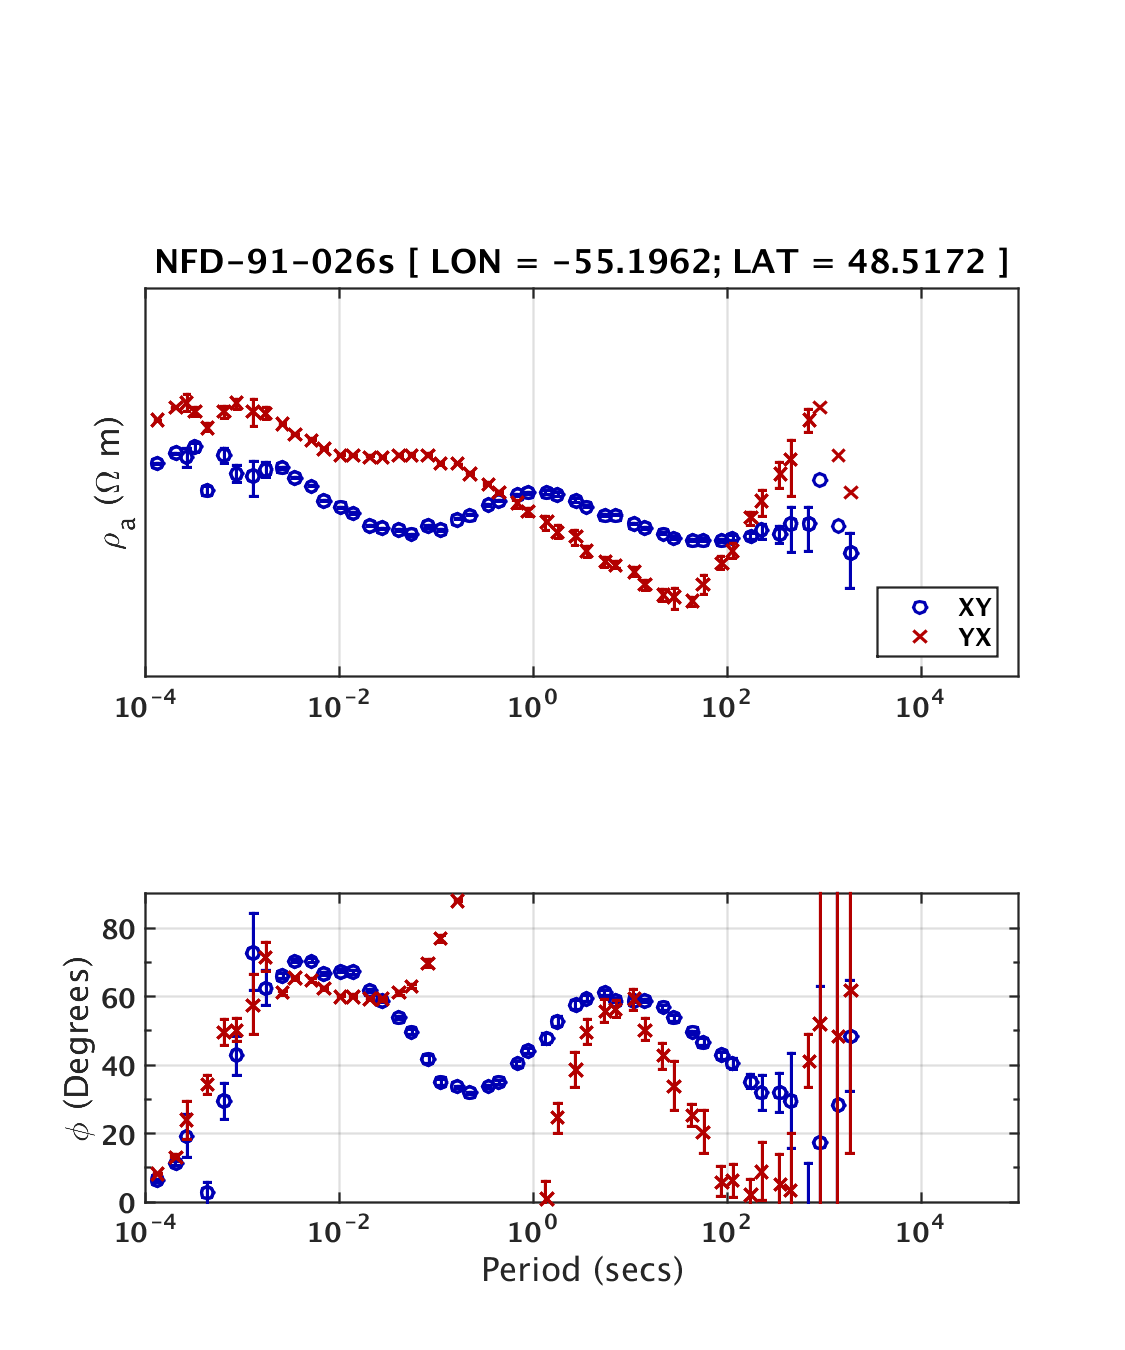 NFD-91-026s [ LON = -55.1962; LAT = 48.5172 ]
ρa (Ω m)
XY
YX
10^-4 10^-2 10^0 10^2 10^4
80
60
40
20
0
ϕ (Degrees)
10^-4 10^-2 10^0 10^2 10^4
Period (secs)